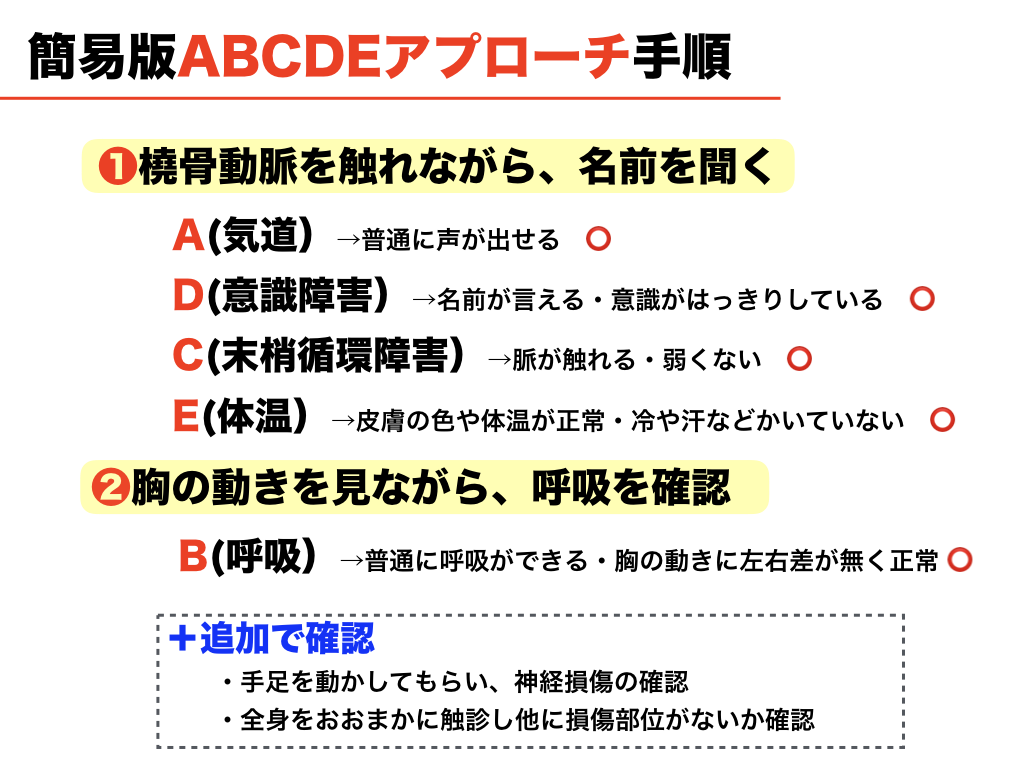 簡易版ABCDEアプローチ手順
❶橈骨動脈を触れながら、名前を聞く
A(気道）→普通に声が出せる ⭕
D(意識障害）→名前が言える・意識がはっきりしている ⭕
C(末梢循環障害）→脈が触れる・弱くない ⭕
E(体温）→皮膚の色や体温が正常・冷や汗などかいていない ⭕
❷胸の動きを見ながら、呼吸を確認
B(呼吸）→普通に呼吸ができる・胸の動きに左右差が無く正常 ⭕
＋追加で確認
・手足を動かしてもらい、神経損傷の確認
・全身をおおまかに触診し他に損傷部位がないか確認